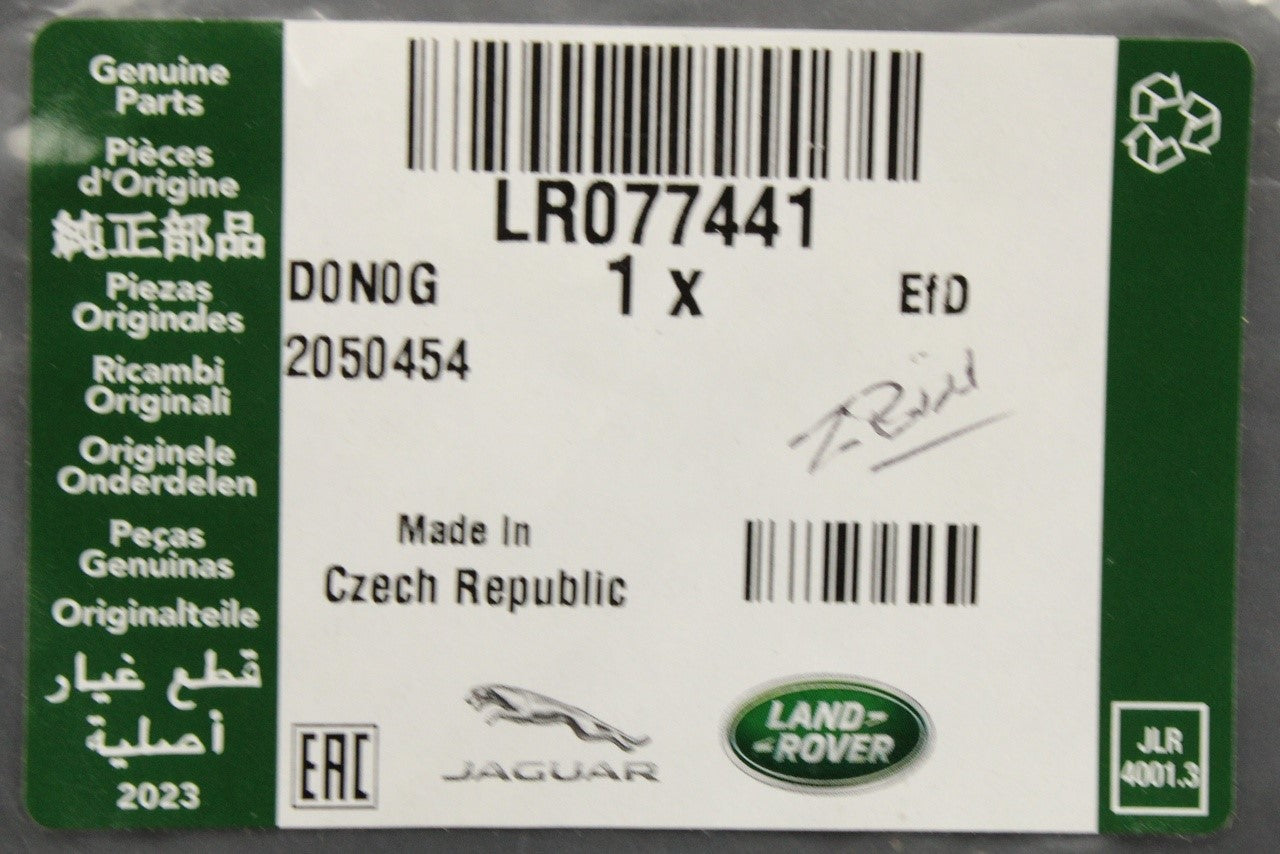 Genuine
Parts
Pièces
d'Origine
純正部品
Piezas
Originales
Ricambi
Originali
Originele
Onderdelen
Peças
Genuinas
Originalteile
قطع غيار
أصلية
2023
LR077441
D0N0G
1 x
EfD
2050454
Made In
Czech Republic
EAC
JAGUAR
LAND-
-ROVER
JLR
4001.3